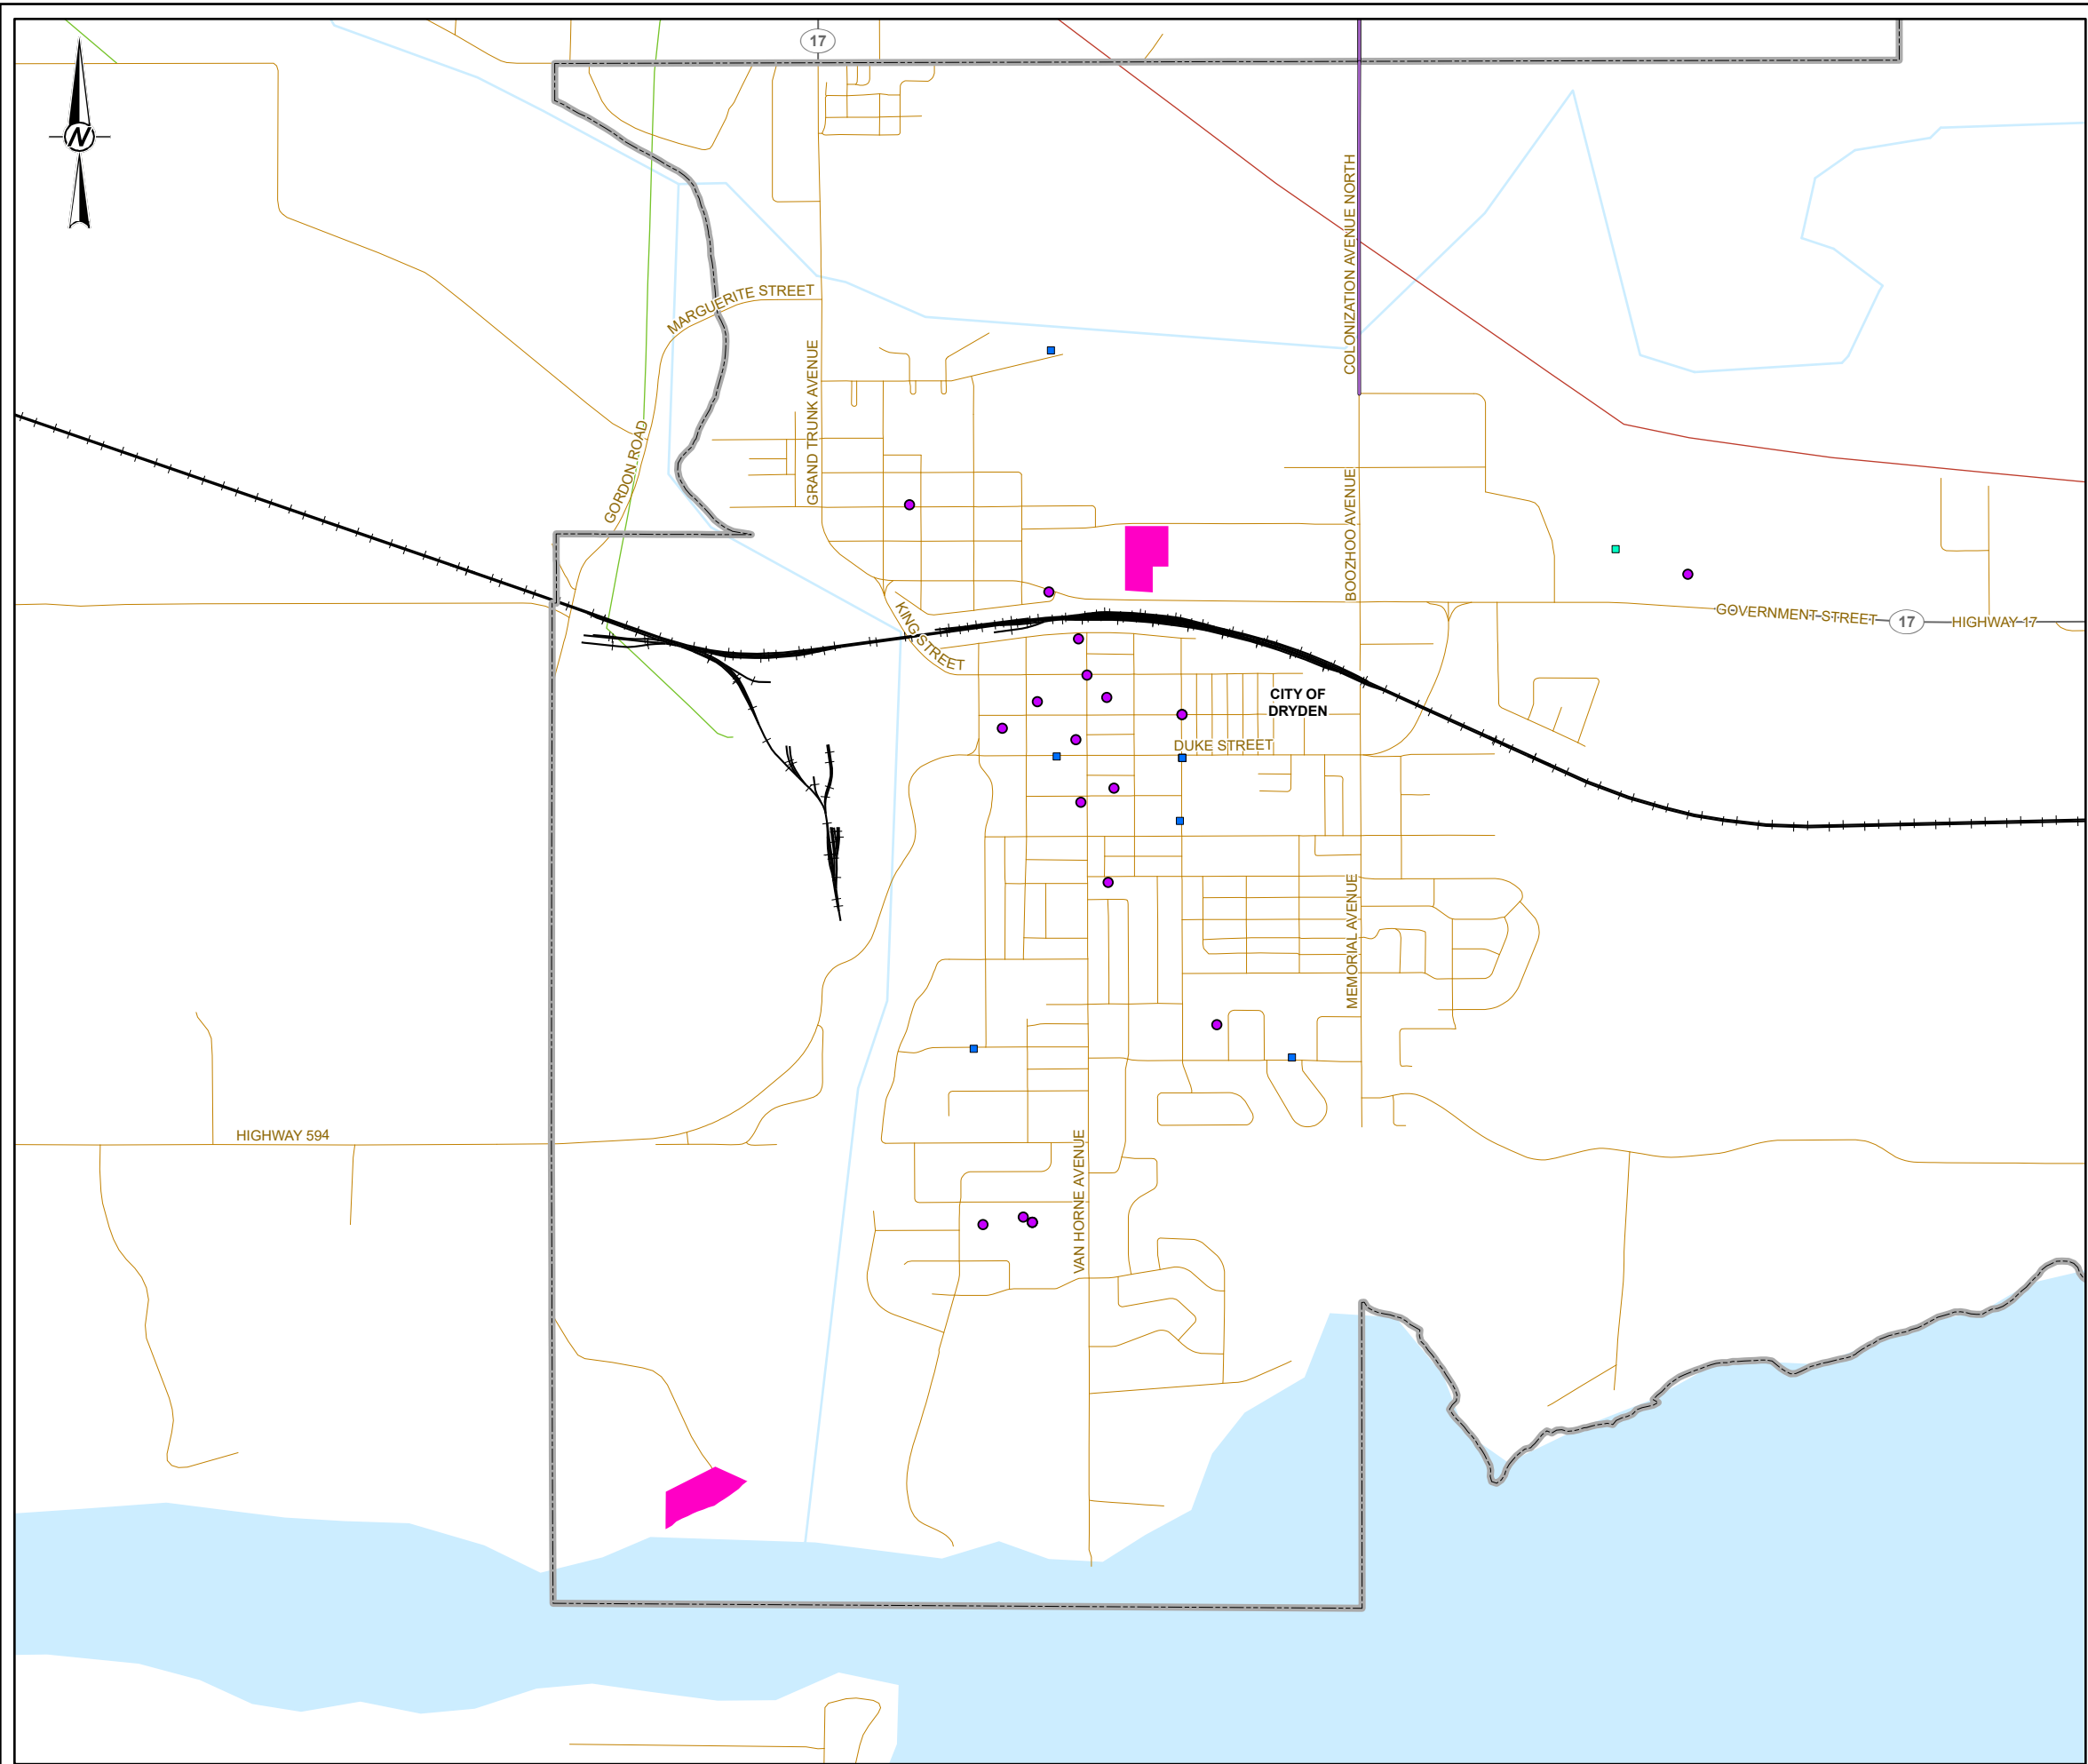 17
N
COLONIZATION AVENUE NORTH
MARGUERITE STREET
GRAND TRUNK AVENUE
GORDON ROAD
BOOZHOO AVENUE
KING STREET
GOVERNMENT STREET
17
HIGHWAY 17
CITY OF
DRYDEN
DUKE STREET
MEMORIAL AVENUE
HIGHWAY 594
VAN HORNE AVENUE